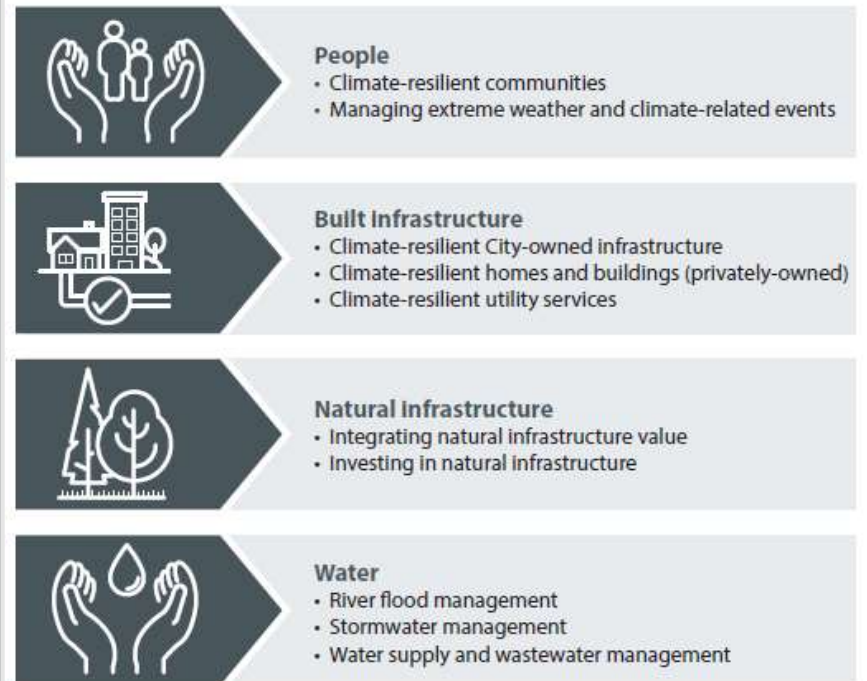 People
• Climate-resilient communities
• Managing extreme weather and climate-related events
Built Infrastructure
• Climate-resilient City-owned infrastructure
• Climate-resilient homes and buildings (privately-owned)
• Climate-resilient utility services
Natural Infrastructure
• Integrating natural infrastructure value
• Investing in natural infrastructure
Water
• River flood management
• Stormwater management
• Water supply and wastewater management